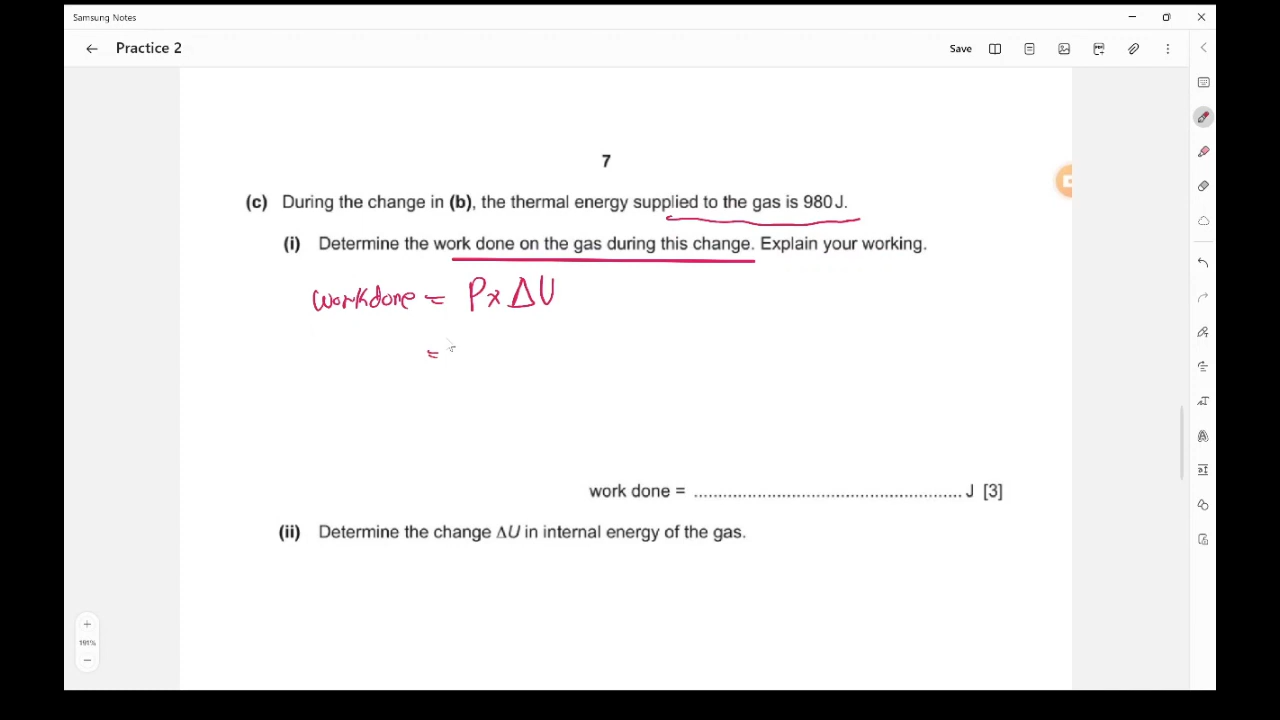 Samsung Notes
Practice 2
Save
7
(c) During the change in (b), the thermal energy supplied to the gas is 980 J.
(i) Determine the work done on the gas during this change. Explain your working.
workdone = P x ΔU
=
work done = ...................................................... J [3]
(ii) Determine the change ΔU in internal energy of the gas.
191%